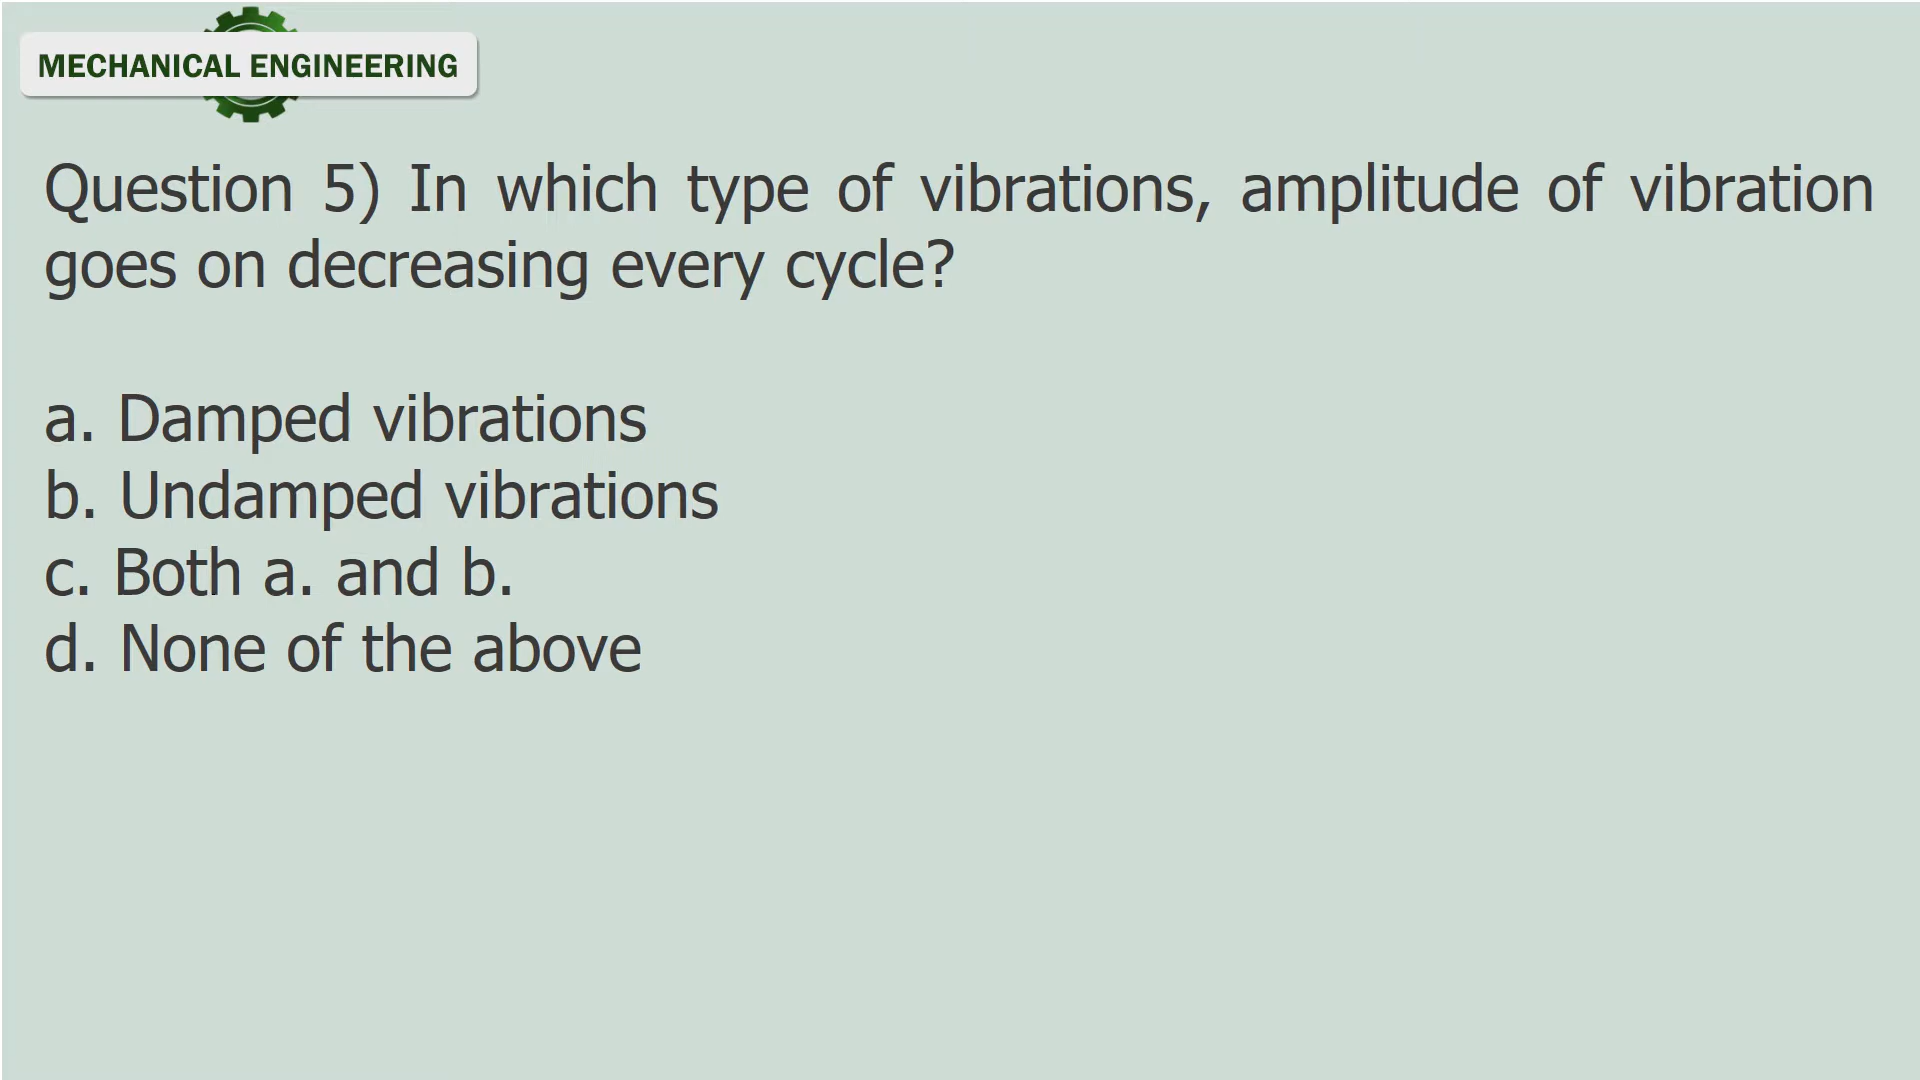 MECHANICAL ENGINEERING
Question 5) In which type of vibrations, amplitude of vibration
goes on decreasing every cycle?
a. Damped vibrations
b. Undamped vibrations
c. Both a. and b.
d. None of the above